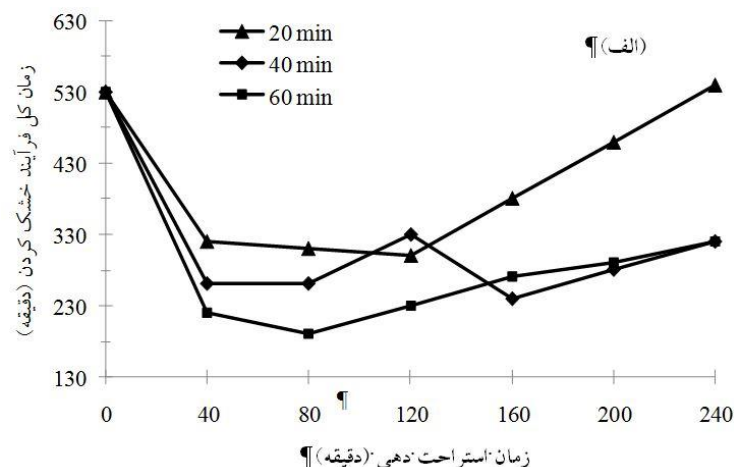 630
530
430
330
230
130
زمان کل فرآیند خشک کردن (دقیقه)
20 min
40 min
60 min
(الف)¶
0 40 80 120 160 200 240
¶
زمان·استراحت·دهی·(دقیقه)¶